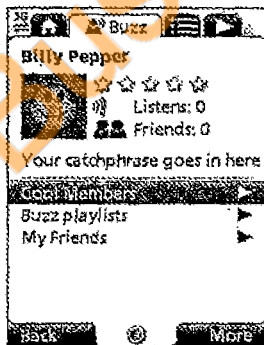 3G
Buzz
Billy Pepper
Listens: 0
Friends: 0
Your catchphrase goes in here
Cool Members
Buzz playlists
My Friends
Back More